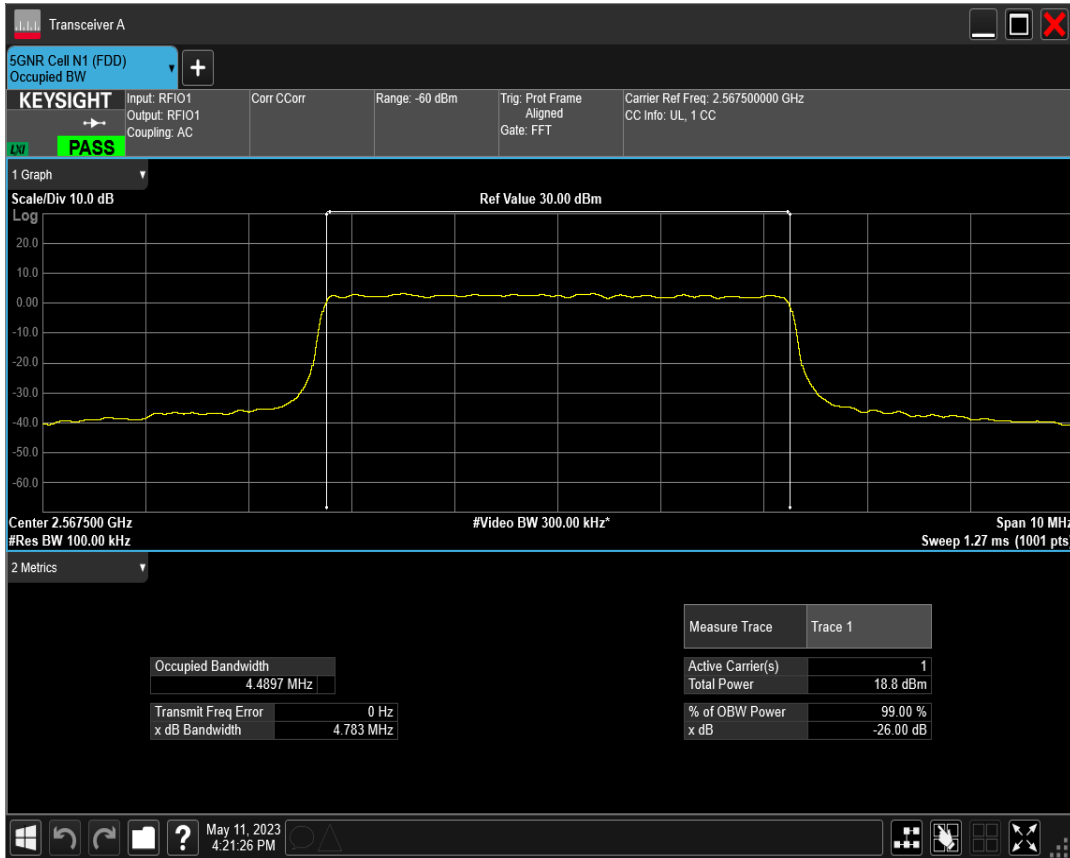 Transceiver A
5GNR Cell N1 (FDD)
Occupied BW
+
KEYSIGHT
LXI
PASS
Input: RFIO1
Output: RFIO1
Coupling: AC
Corr CCorr
Range: -60 dBm
Trig: Prot Frame
Aligned
Gate: FFT
Carrier Ref Freq: 2.567500000 GHz
CC Info: UL, 1 CC
1 Graph
Scale/Div 10.0 dB
Ref Value 30.00 dBm
Log
20.0
10.0
0.00
-10.0
-20.0
-30.0
-40.0
-50.0
-60.0
Center 2.567500 GHz
#Video BW 300.00 kHz*
Span 10 MHz
#Res BW 100.00 kHz
Sweep 1.27 ms (1001 pts)
2 Metrics
Measure Trace Trace 1
Occupied Bandwidth
4.4897 MHz
Active Carrier(s) 1
Total Power 18.8 dBm
Transmit Freq Error 0 Hz
x dB Bandwidth 4.783 MHz
% of OBW Power 99.00 %
x dB -26.00 dB
?
May 11, 2023
4:21:26 PM